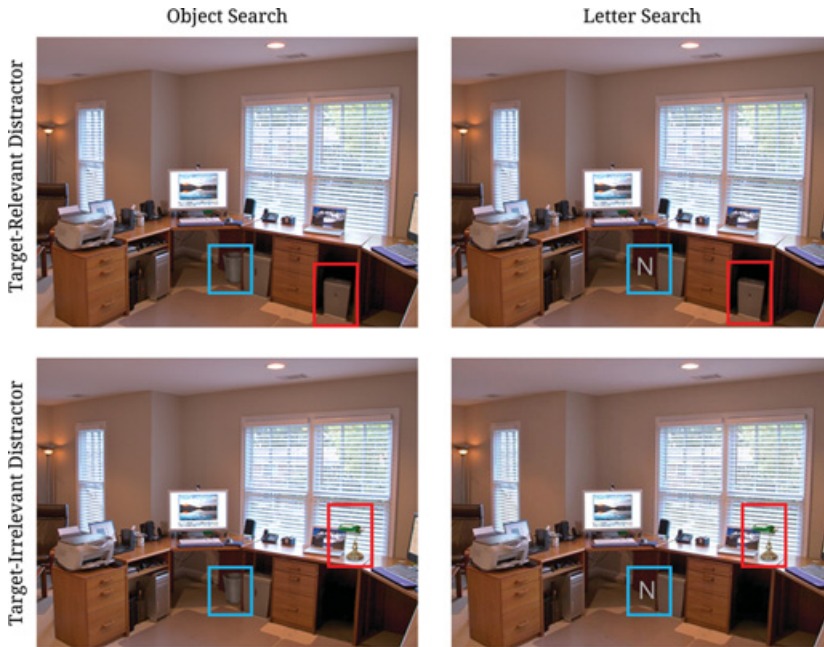 Object Search
Letter Search
Target-Relevant Distractor
N
Target-Irrelevant Distractor
N